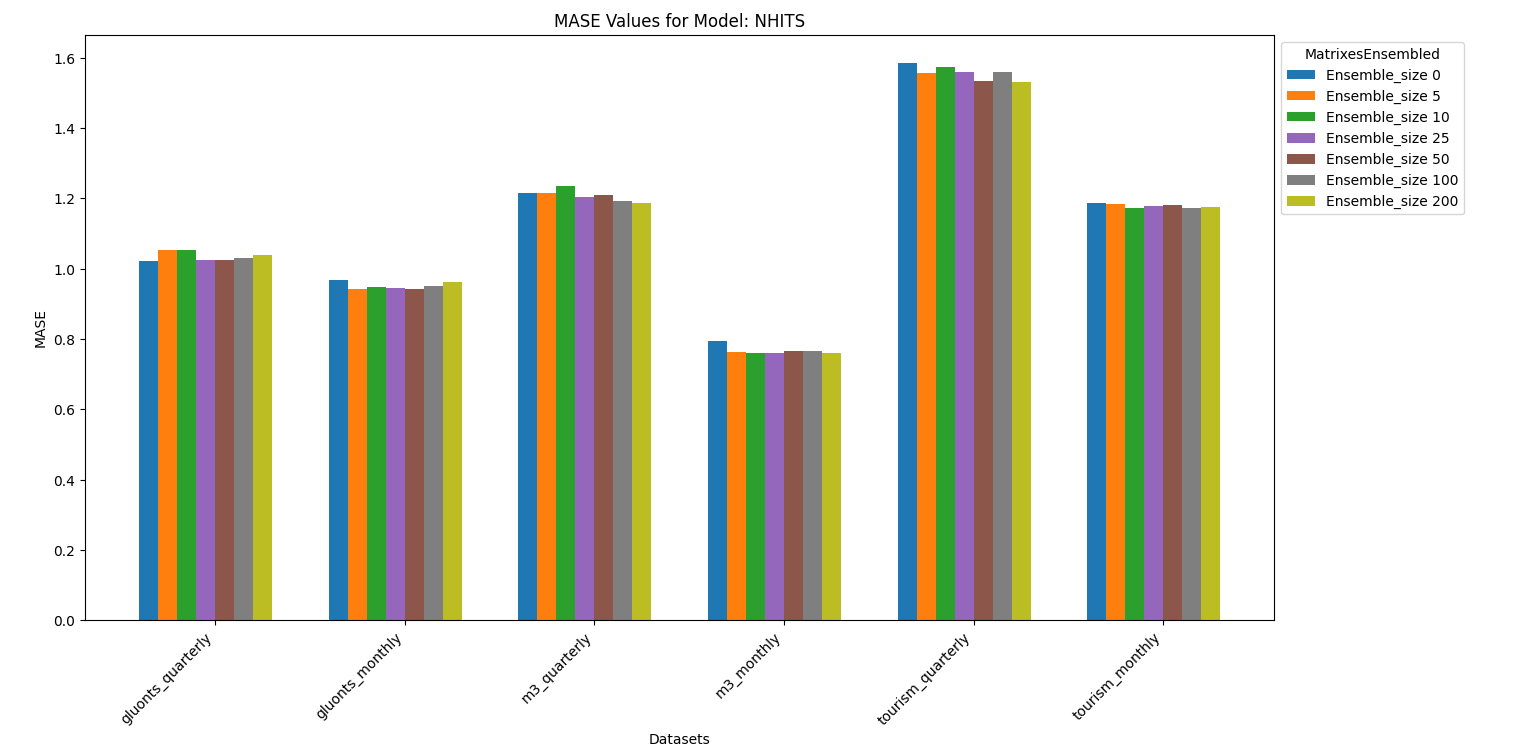 MASE Values for Model: NHITS
MASE
1.6
1.4
1.2
1.0
0.8
0.6
0.4
0.2
0.0
gluonts_quarterly
gluonts_monthly
m3_quarterly
m3_monthly
tourism_quarterly
tourism_monthly
Datasets
MatrixesEnsembled
Ensemble_size 0
Ensemble_size 5
Ensemble_size 10
Ensemble_size 25
Ensemble_size 50
Ensemble_size 100
Ensemble_size 200